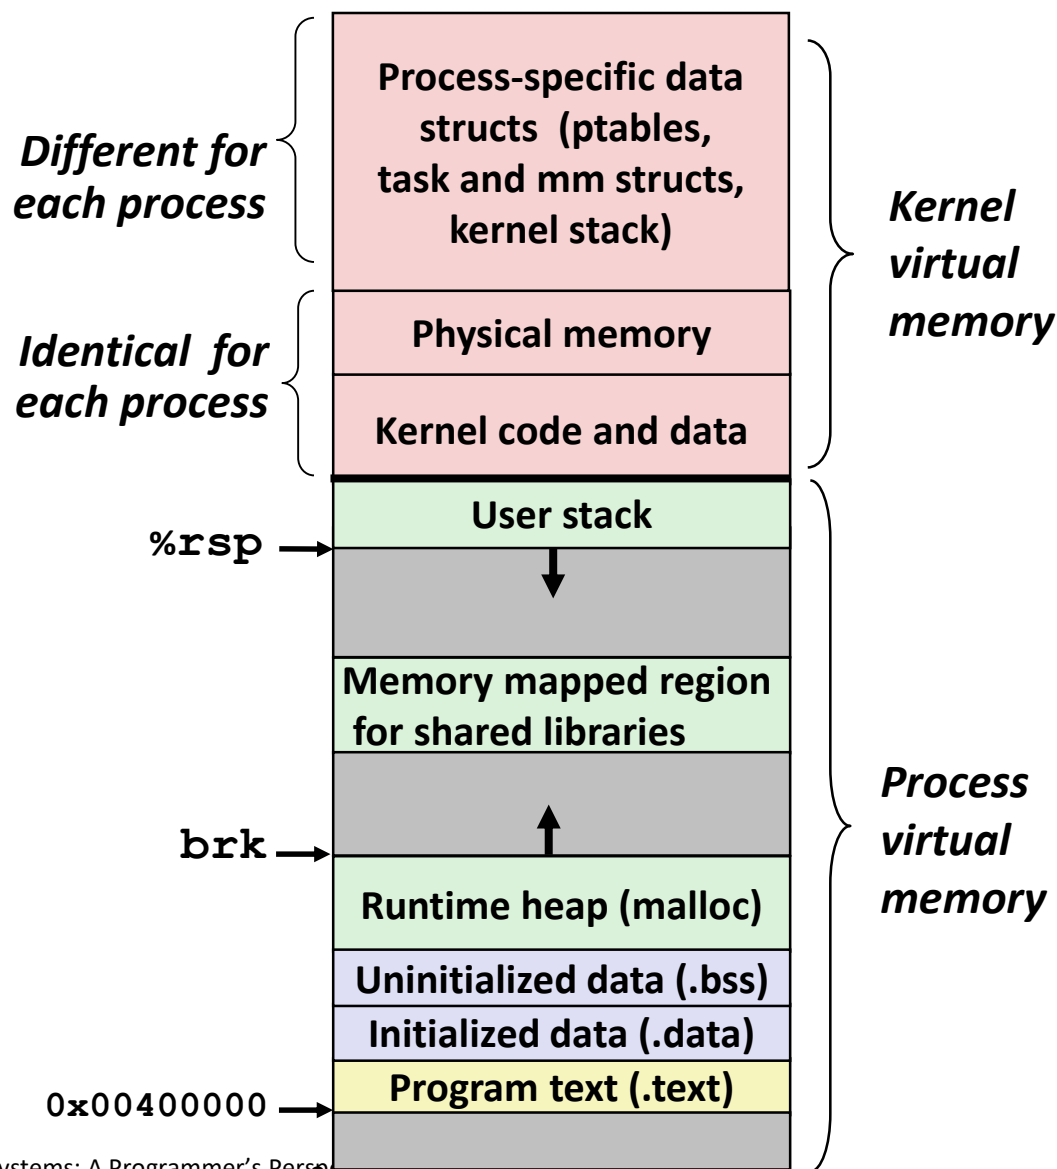 Process-specific data
structs (ptables,
task and mm structs,
kernel stack)
Different for
each process
Kernel
virtual
memory
Physical memory
Identical for
each process
Kernel code and data
User stack
%rsp
Memory mapped region
for shared libraries
Process
virtual
memory
brk
Runtime heap (malloc)
Uninitialized data (.bss)
Initialized data (.data)
Program text (.text)
0x00400000
ystems: A Programmer's